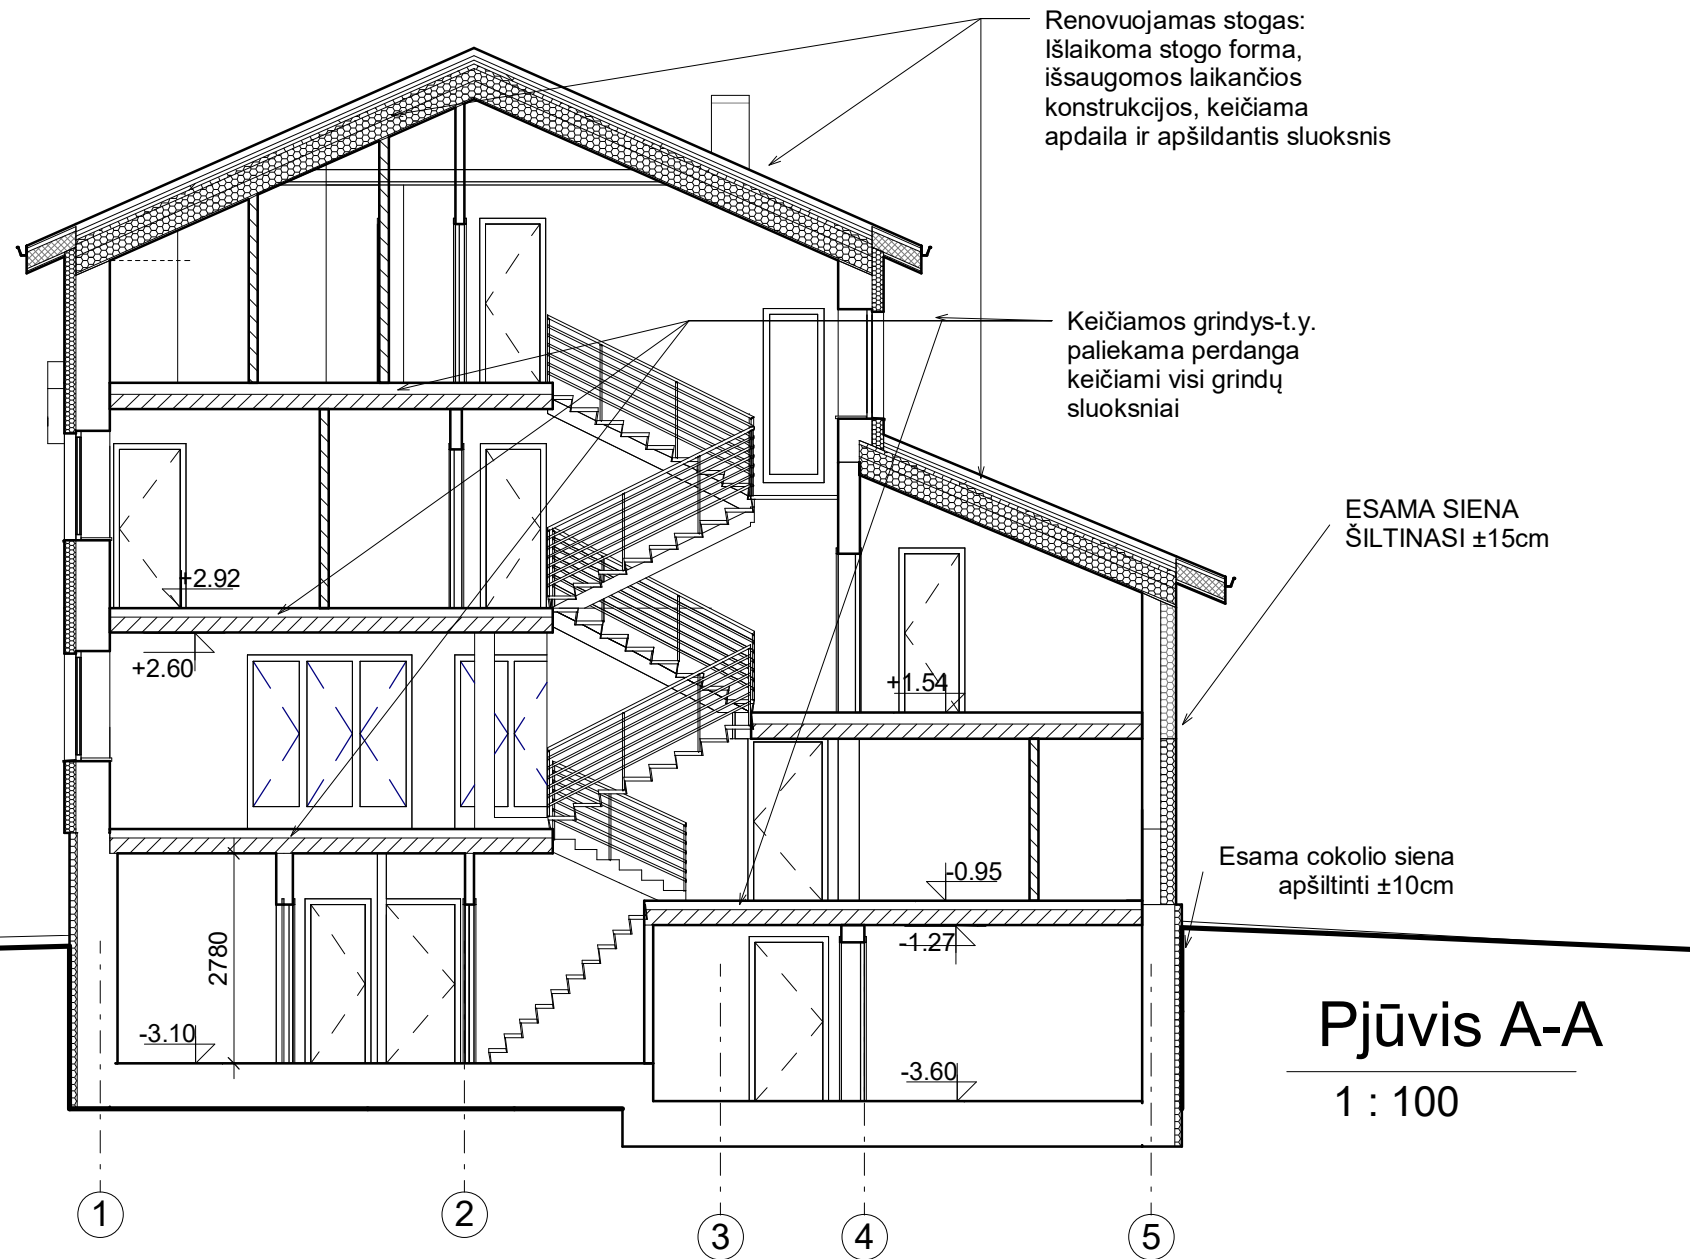 Renovuojamas stogas:
Išlaikoma stogo forma,
išsaugomos laikančios
konstrukcijos, keičiama
apdaila ir apšildantis sluoksnis
Keičiamos grindys-t.y.
paliekama perdanga
keičiami visi grindų
sluoksniai
ESAMA SIENA
ŠILTINASI ±15cm
+2.92
+2.60
+1.54
Esama cokolio siena
apšiltinti ±10cm
-0.95
-1.27
2780
-3.10
-3.60
Pjūvis A-A
1 : 100
1
2
3
4
5